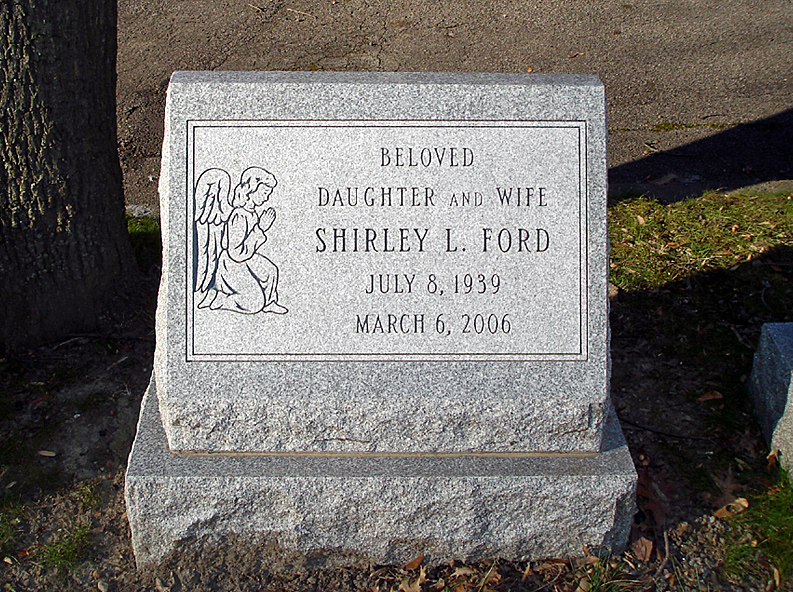 BELOVED
DAUGHTER AND WIFE
SHIRLEY L. FORD
JULY 8, 1939
MARCH 6, 2006